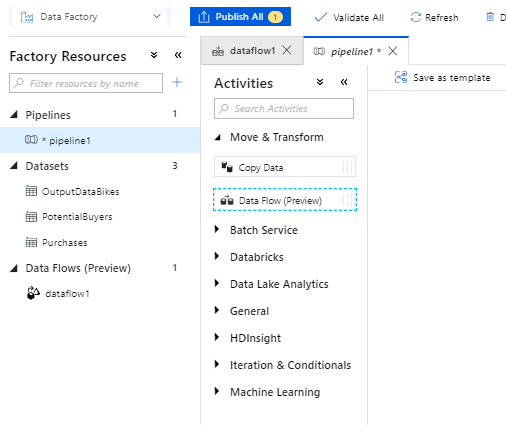 Data Factory
Publish All 1
Validate All
Refresh
D
Factory Resources
Filter resources by name
Pipelines 1
* pipeline1
Datasets 3
OutputDataBikes
PotentialBuyers
Purchases
Data Flows (Preview) 1
dataflow1
dataflow1
pipeline1 *
Activities
Search Activities
Move & Transform
Copy Data
Data Flow (Preview)
Batch Service
Databricks
Data Lake Analytics
General
HDInsight
Iteration & Conditionals
Machine Learning
Save as template